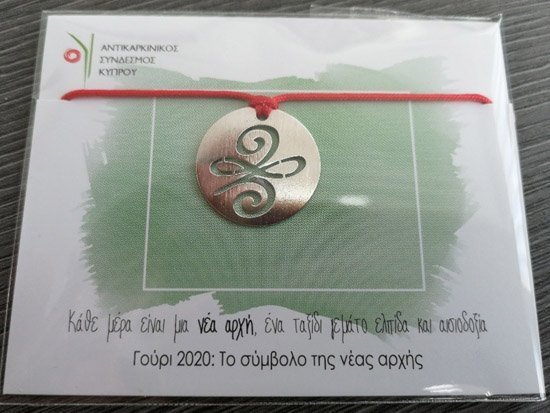 ΑΝΤΙΚΑΡΚΙΝΙΚΟΣ
ΣΥΝΔΕΣΜΟΣ
ΚΥΠΡΟΥ
Κάθε μέρα είναι μια νέα αρχή, ένα ταξίδι γεμάτο ελπίδα και αισιοδοξία
Γούρι 2020: Το σύμβολο της νέας αρχής